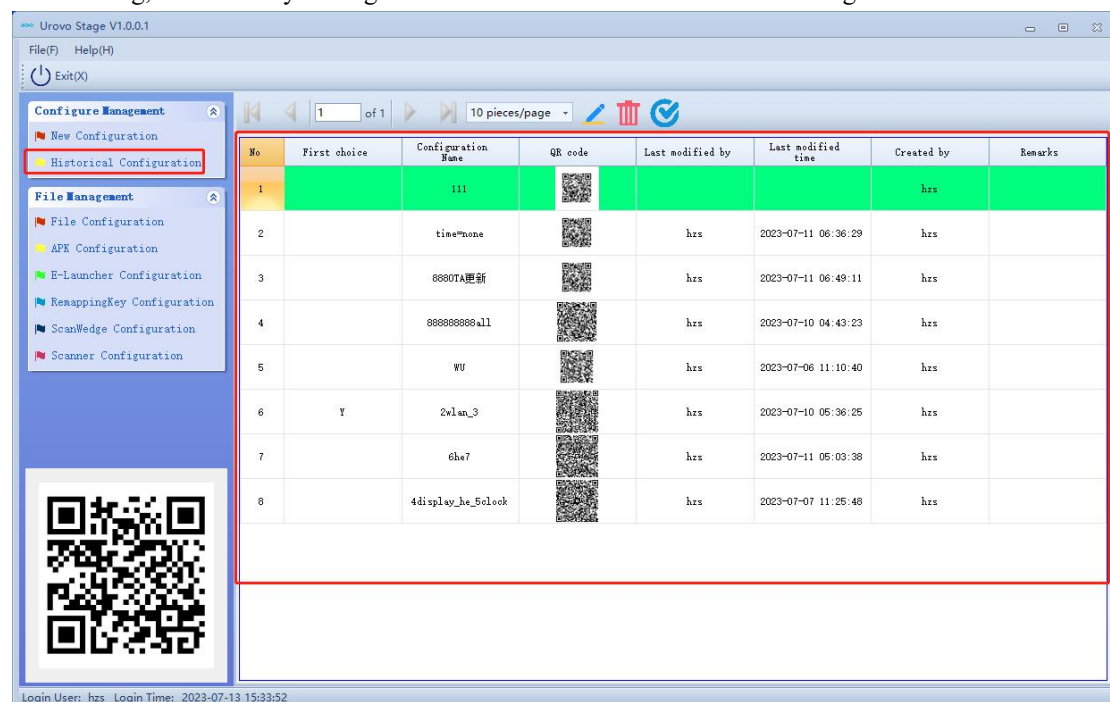 Urovo Stage V1.0.0.1
File(F) Help(H)
Exit(X)
Configure Management
New Configuration
Historical Configuration
File Management
File Configuration
APK Configuration
E-Launcher Configuration
RemappingKey Configuration
ScanWedge Configuration
Scanner Configuration
1 of 1 10 pieces/page
No First choice Configuration Name QR code Last modified by Last modified time Created by Remarks
1 111 hzs
2 time=none hzs 2023-07-11 06:36:29 hzs
3 8880TA更新 hzs 2023-07-11 06:49:11 hzs
4 888888888all hzs 2023-07-10 04:43:23 hzs
5 WU hzs 2023-07-06 11:10:40 hzs
6 Y 2wlan_3 hzs 2023-07-10 05:36:25 hzs
7 6he7 hzs 2023-07-11 05:03:38 hzs
8 4display_he_5clock hzs 2023-07-07 11:25:48 hzs
Login User: hzs Login Time: 2023-07-13 15:33:52